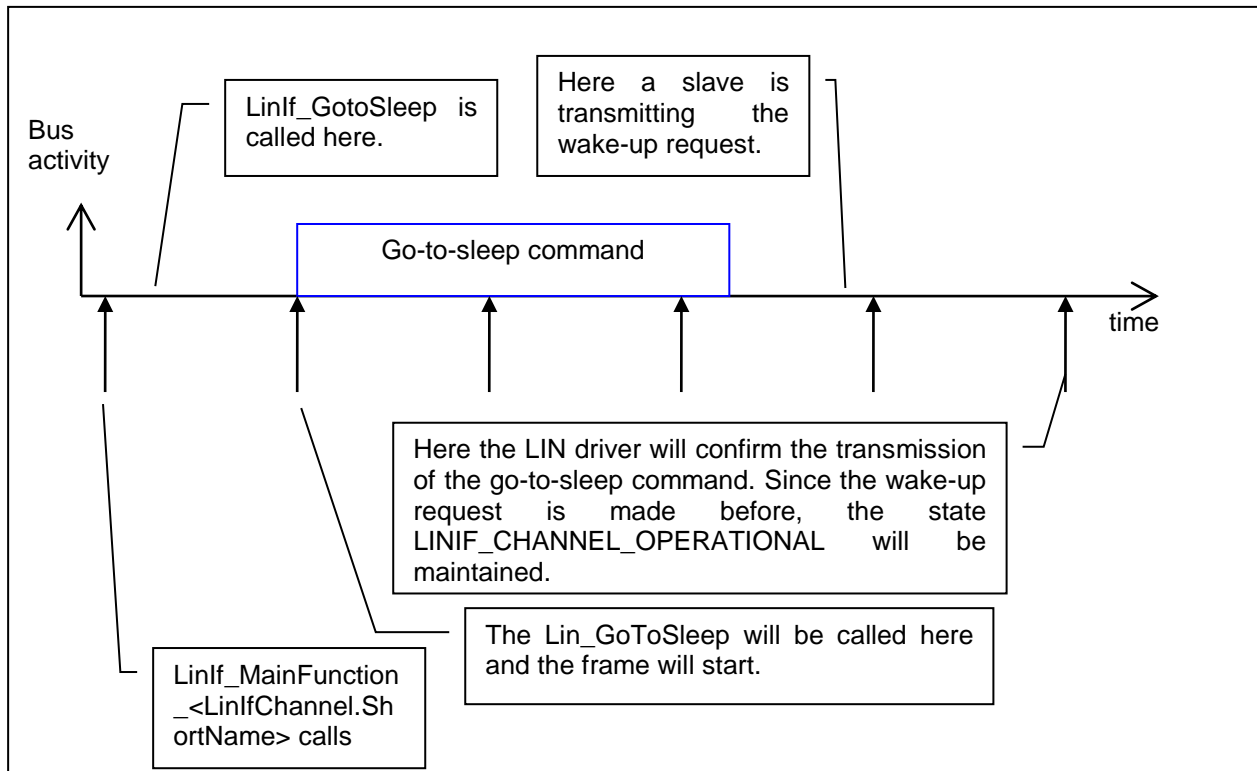 LinIf_GotoSleep is
called here.
Here a slave is
transmitting the
wake-up request.
Bus
activity
Go-to-sleep command
time
Here the LIN driver will confirm the transmission
of the go-to-sleep command. Since the wake-up
request is made before, the state
LINIF_CHANNEL_OPERATIONAL will be
maintained.
The Lin_GoToSleep will be called here
and the frame will start.
LinIf_MainFunction
_<LinIfChannel.Sh
ortName> calls